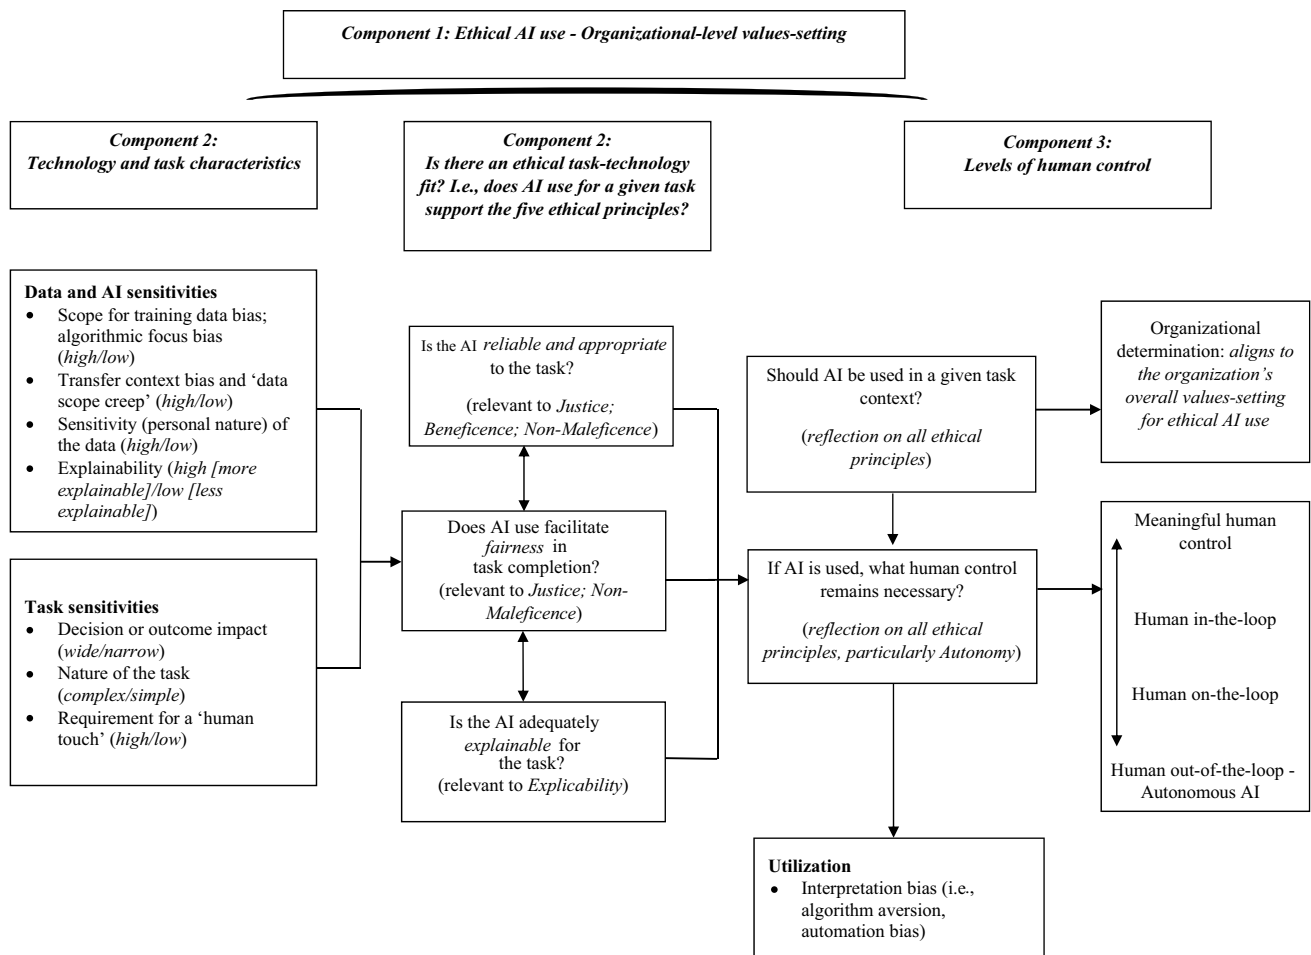 Component 1: Ethical AI use - Organizational-level values-setting
Component 2:
Technology and task characteristics
Component 2:
Is there an ethical task-technology
fit? I.e., does AI use for a given task
support the five ethical principles?
Component 3:
Levels of human control
Data and AI sensitivities
• Scope for training data bias;
algorithmic focus bias
(high/low)
• Transfer context bias and ‘data
scope creep’ (high/low)
• Sensitivity (personal nature) of
the data (high/low)
• Explainability (high [more
explainable]/low [less
explainable])
Task sensitivities
• Decision or outcome impact
(wide/narrow)
• Nature of the task
(complex/simple)
• Requirement for a ‘human
touch’ (high/low)
Is the AI reliable and appropriate
to the task?
(relevant to Justice;
Beneficence; Non-Maleficence)
Does AI use facilitate
fairness in
task completion?
(relevant to Justice; Non-
Maleficence)
Is the AI adequately
explainable for
the task?
(relevant to Explicability)
Should AI be used in a given task
context?
(reflection on all ethical
principles)
If AI is used, what human control
remains necessary?
(reflection on all ethical
principles, particularly Autonomy)
Utilization
• Interpretation bias (i.e.,
algorithm aversion,
automation bias)
Organizational
determination: aligns to
the organization’s
overall values-setting
for ethical AI use
Meaningful human
control
Human in-the-loop
Human on-the-loop
Human out-of-the-loop -
Autonomous AI